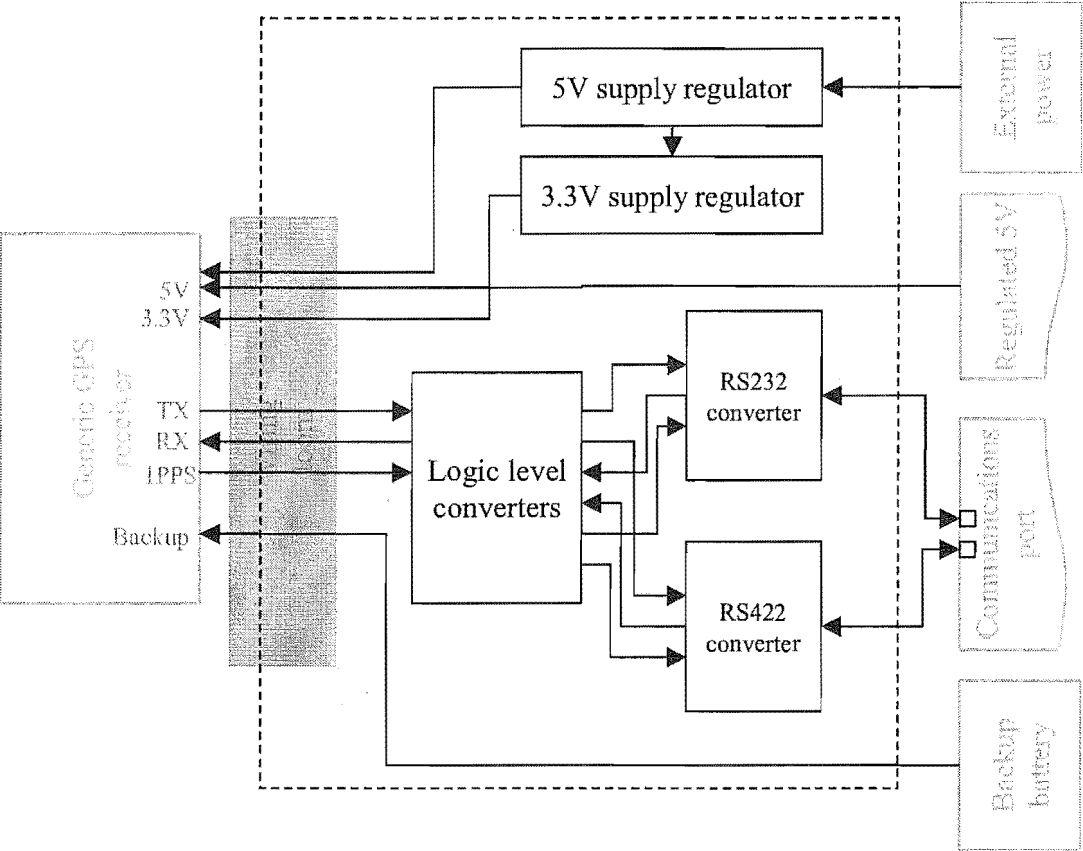 5V supply regulator
External
power
3.3V supply regulator
Regulated 5V
5V
3.3V
Generic GPS
receiver
TX
RX
1PPS
Backup
Logic level
converters
RS232
converter
RS422
converter
Communications
port
Backup
battery